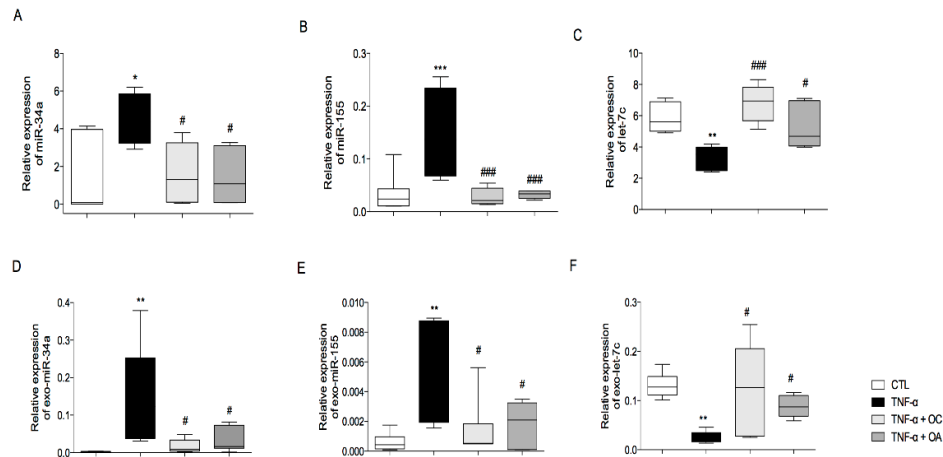 A
Relative expression
of miR-34a
8
6
4
2
0
*
#
#
B
Relative expression
of miR-155
0.3
0.2
0.1
0.0
***
###
###
C
Relative expression
of let-7c
10
8
6
4
2
0
**
###
#
D
Relative expression
of exo-miR-34a
0.4
0.3
0.2
0.1
0.0
**
#
#
E
Relative expression
of exo-miR-155
0.010
0.008
0.006
0.004
0.002
0.000
**
#
#
F
Relative expression
of exo-let-7c
0.3
0.2
0.1
0.0
**
#
#
CTL
TNF-α
TNF-α + OC
TNF-α + OA